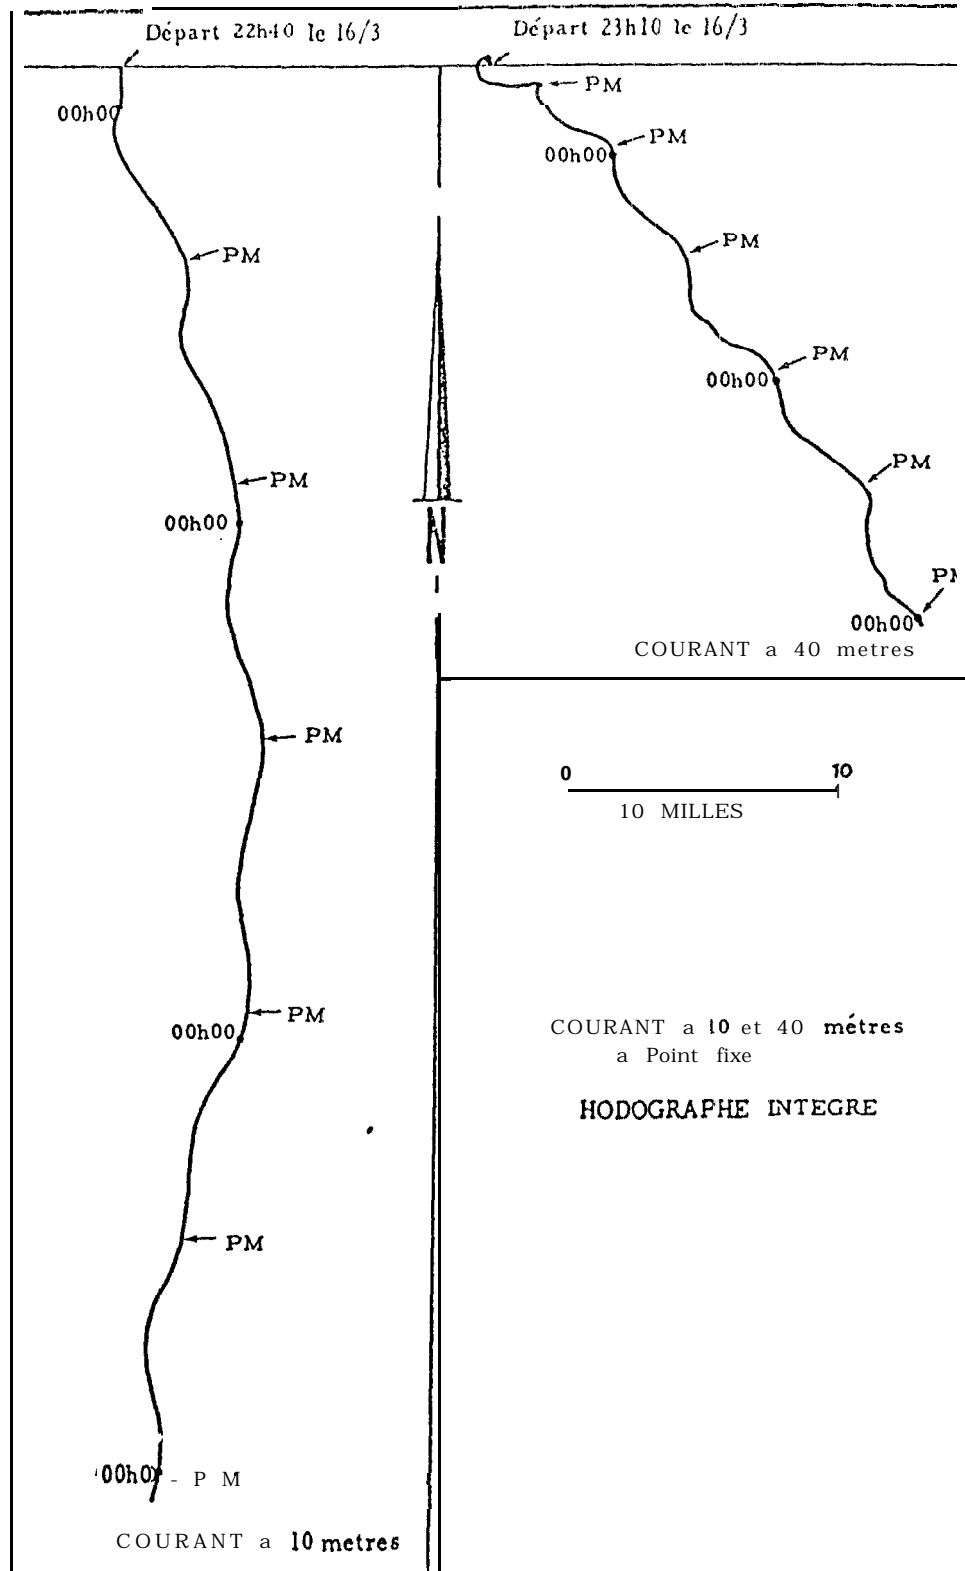 Départ 22h40 le 16/3
00h00
PM
PM
00h00
PM
PM
00h00
PM
00h0
- P M
COURANT a 10 metres
N
Départ 23h10 le 16/3
PM
PM
00h00
PM
PM
00h00
PM
PM
00h00
COURANT a 40 metres
0 10
10 MILLES
COURANT a 10 et 40 métres
a Point fixe
HODOGRAPHE INTEGRE